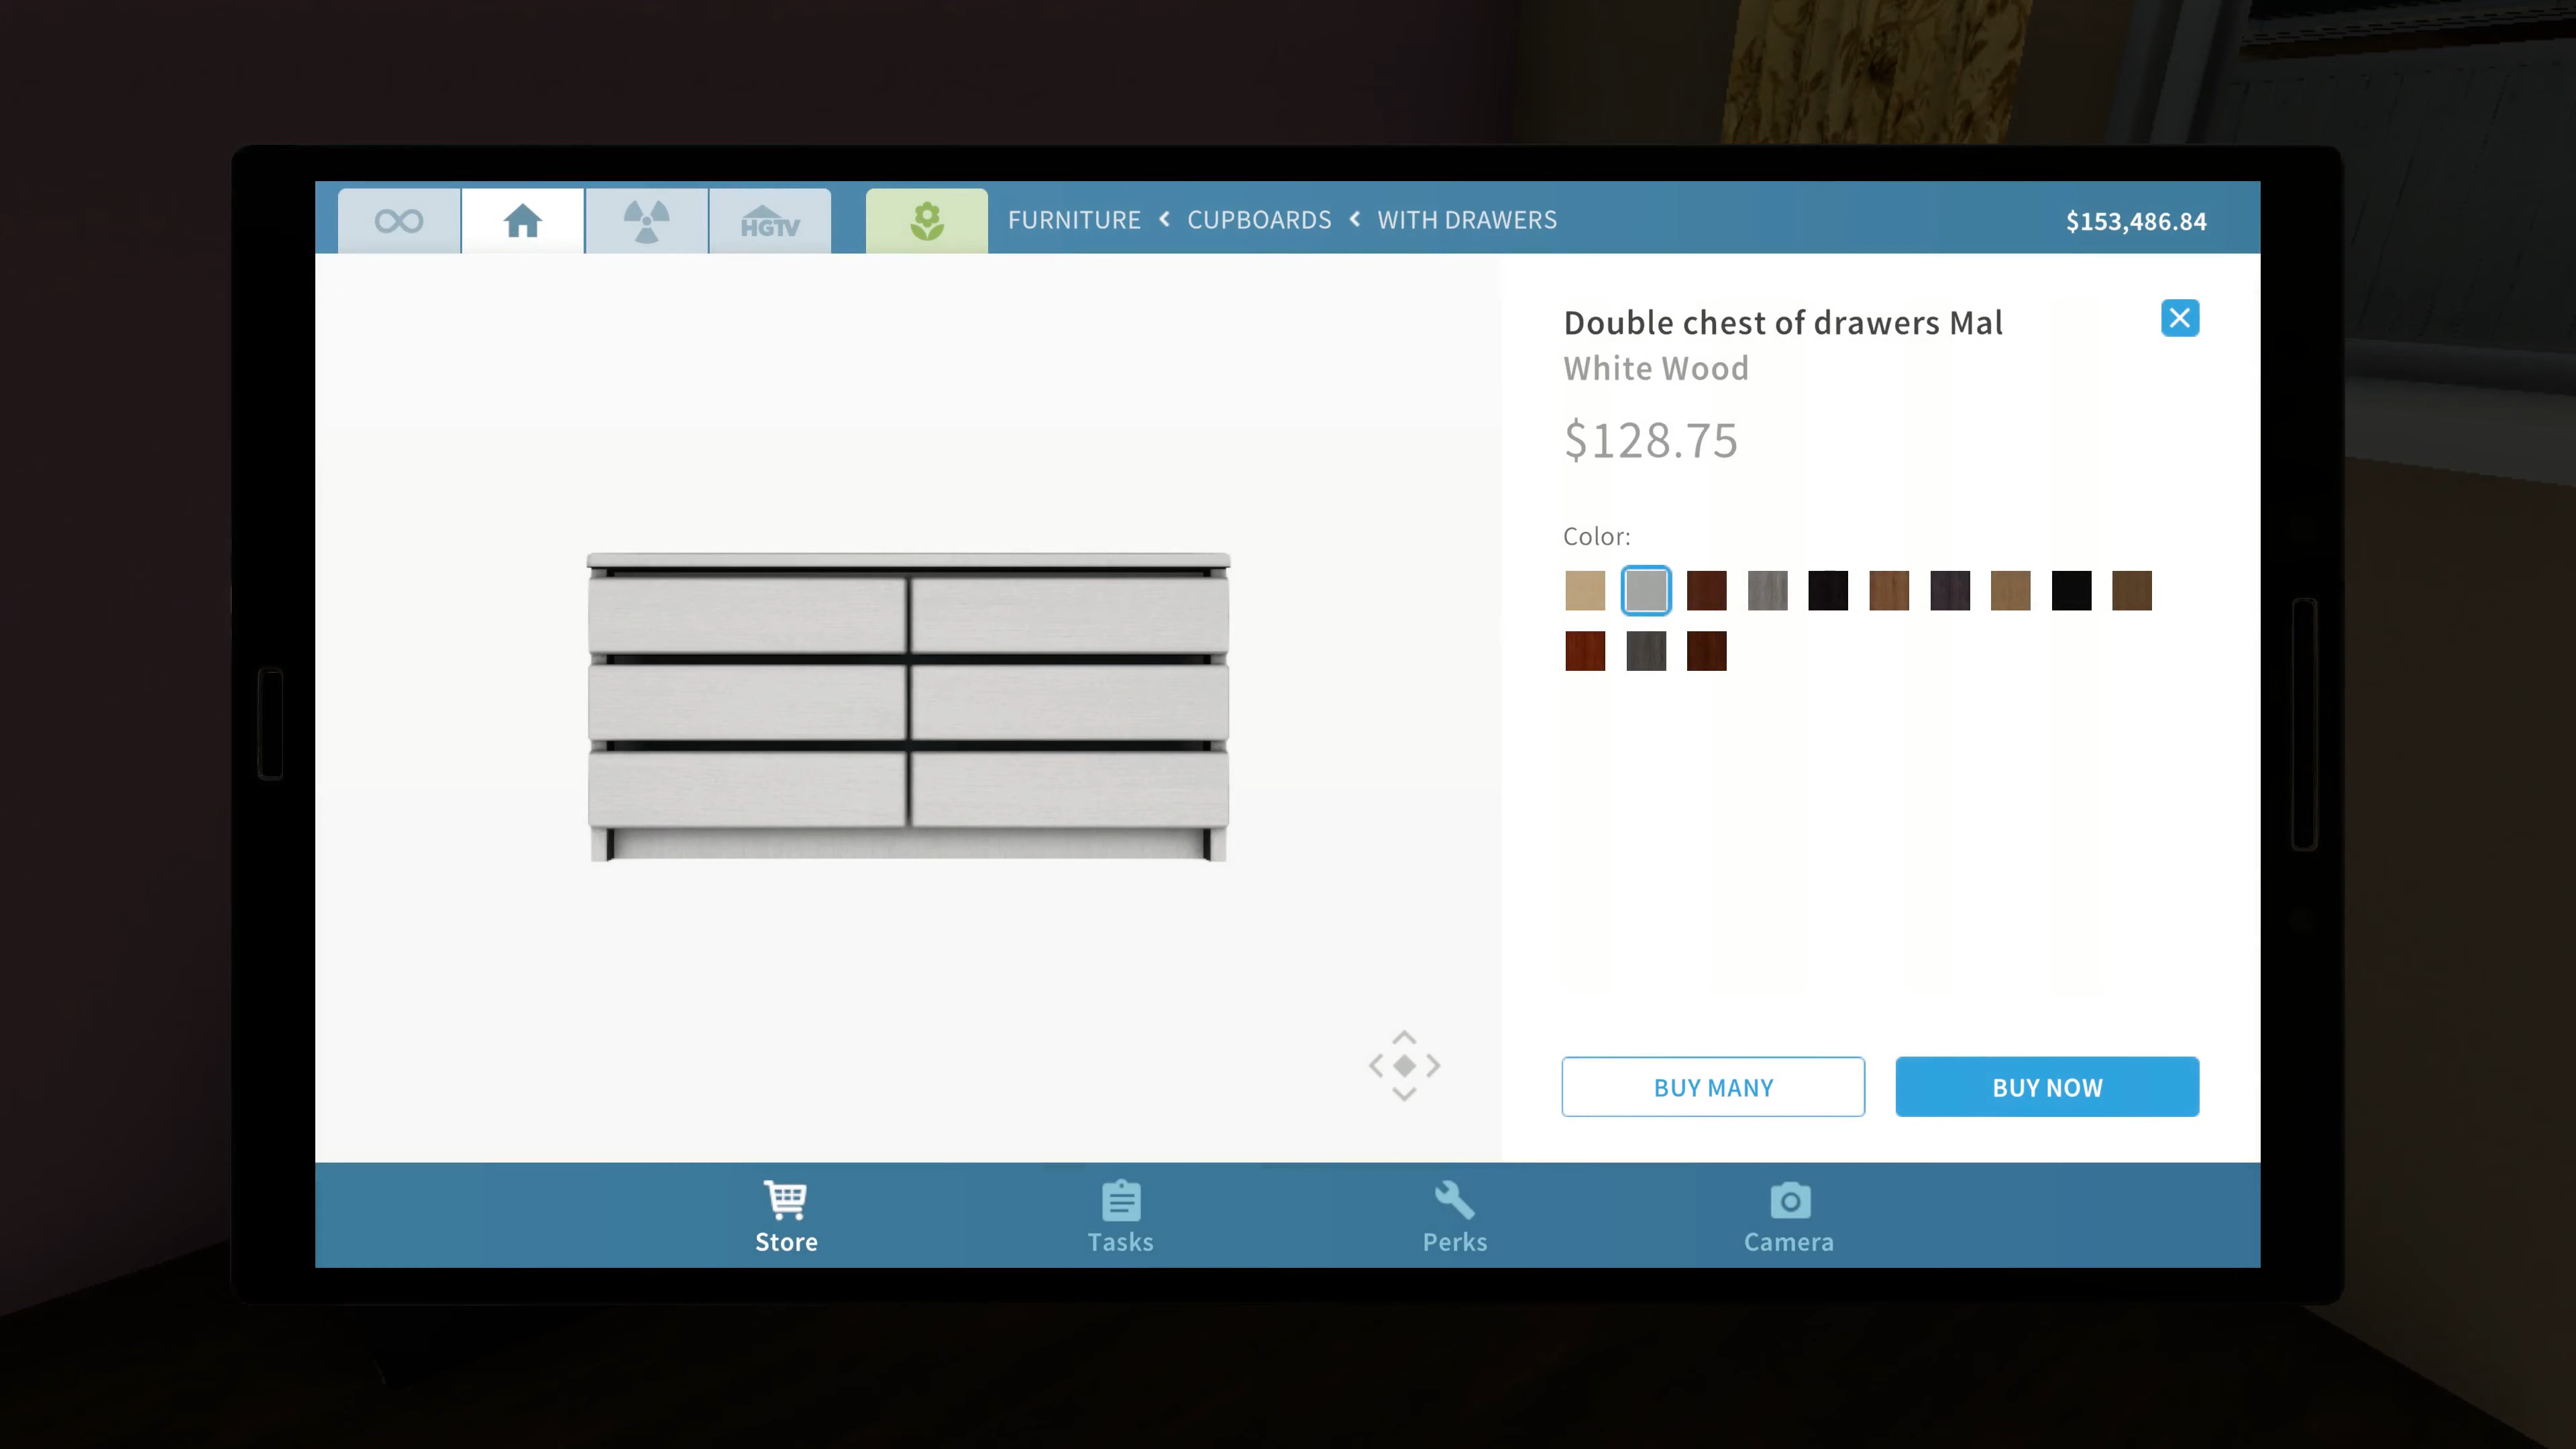 HGTV
FURNITURE < CUPBOARDS < WITH DRAWERS
$153,486.84
Double chest of drawers Mal
White Wood
$128.75
Color:
BUY MANY
BUY NOW
Store
Tasks
Perks
Camera